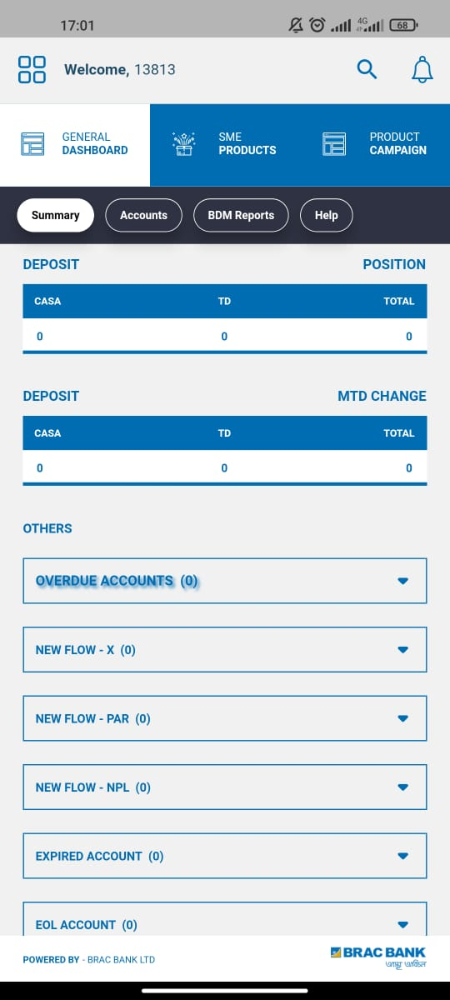 17:01
4G
68
Welcome, 13813
GENERAL DASHBOARD
SME PRODUCTS
PRODUCT CAMPAIGN
Summary Accounts BDM Reports Help
DEPOSIT POSITION
CASA TD TOTAL
0 0 0
DEPOSIT MTD CHANGE
CASA TD TOTAL
0 0 0
OTHERS
OVERDUE ACCOUNTS (0)
NEW FLOW - X (0)
NEW FLOW - PAR (0)
NEW FLOW - NPL (0)
EXPIRED ACCOUNT (0)
EOL ACCOUNT (0)
POWERED BY - BRAC BANK LTD
BRAC BANK
আস্থা অবিচল